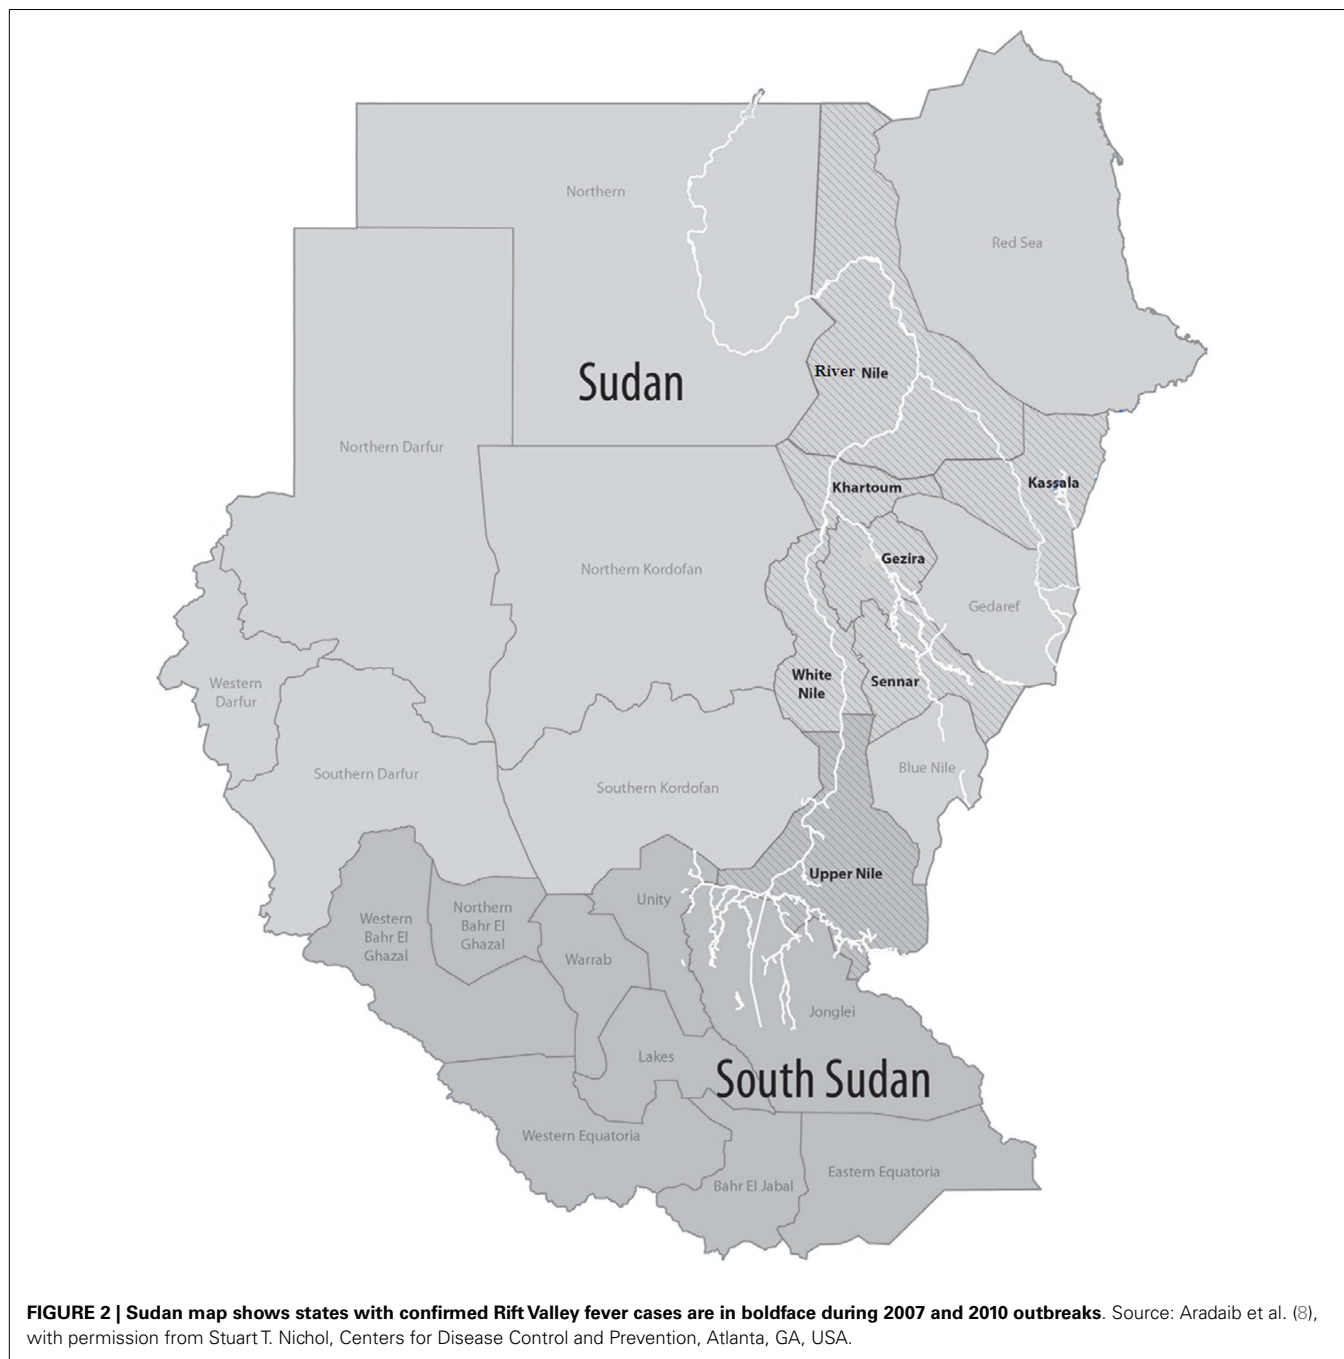 Northern
Red Sea
Sudan
River Nile
Northern Darfur
Khartoum
Kassala
Gezira
Northern Kordofan
Gedaref
White
Nile
Sennar
Western
Darfur
Blue Nile
Southern Darfur
Southern Kordofan
Upper Nile
Unity
Northern
Bahr El
Ghazal
Western
Bahr El
Ghazal
Warrab
Jonglei
Lakes
South Sudan
Western Equatoria
Eastern Equatoria
Bahr El Jabal
FIGURE 2 | Sudan map shows states with confirmed Rift Valley fever cases are in boldface during 2007 and 2010 outbreaks. Source: Aradaib et al. (8),
with permission from Stuart T. Nichol, Centers for Disease Control and Prevention, Atlanta, GA, USA.